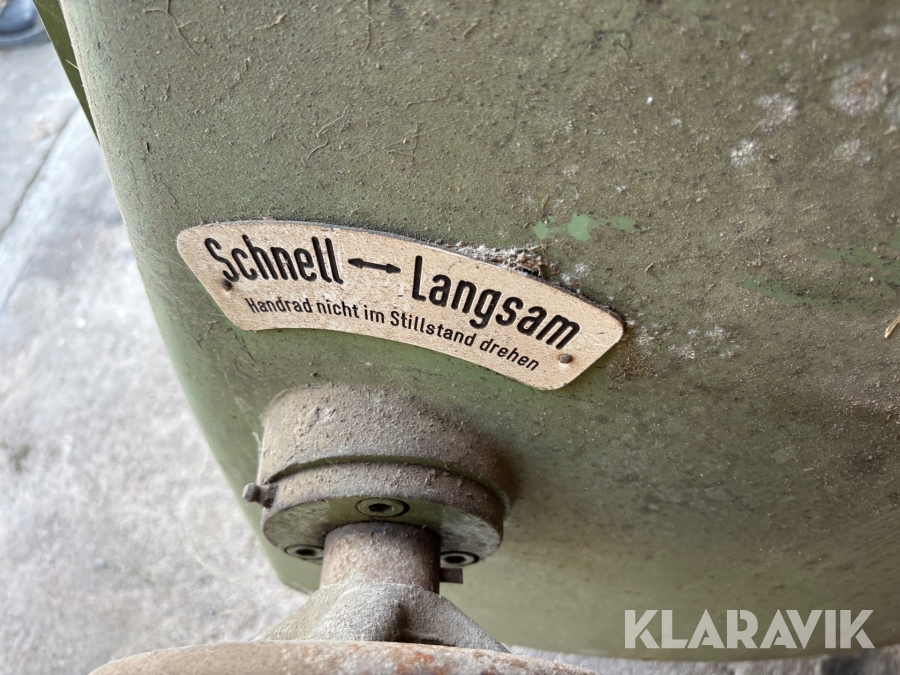 Schnell ↔ Langsam
Handrad nicht im Stillstand drehen
KLARAVIK